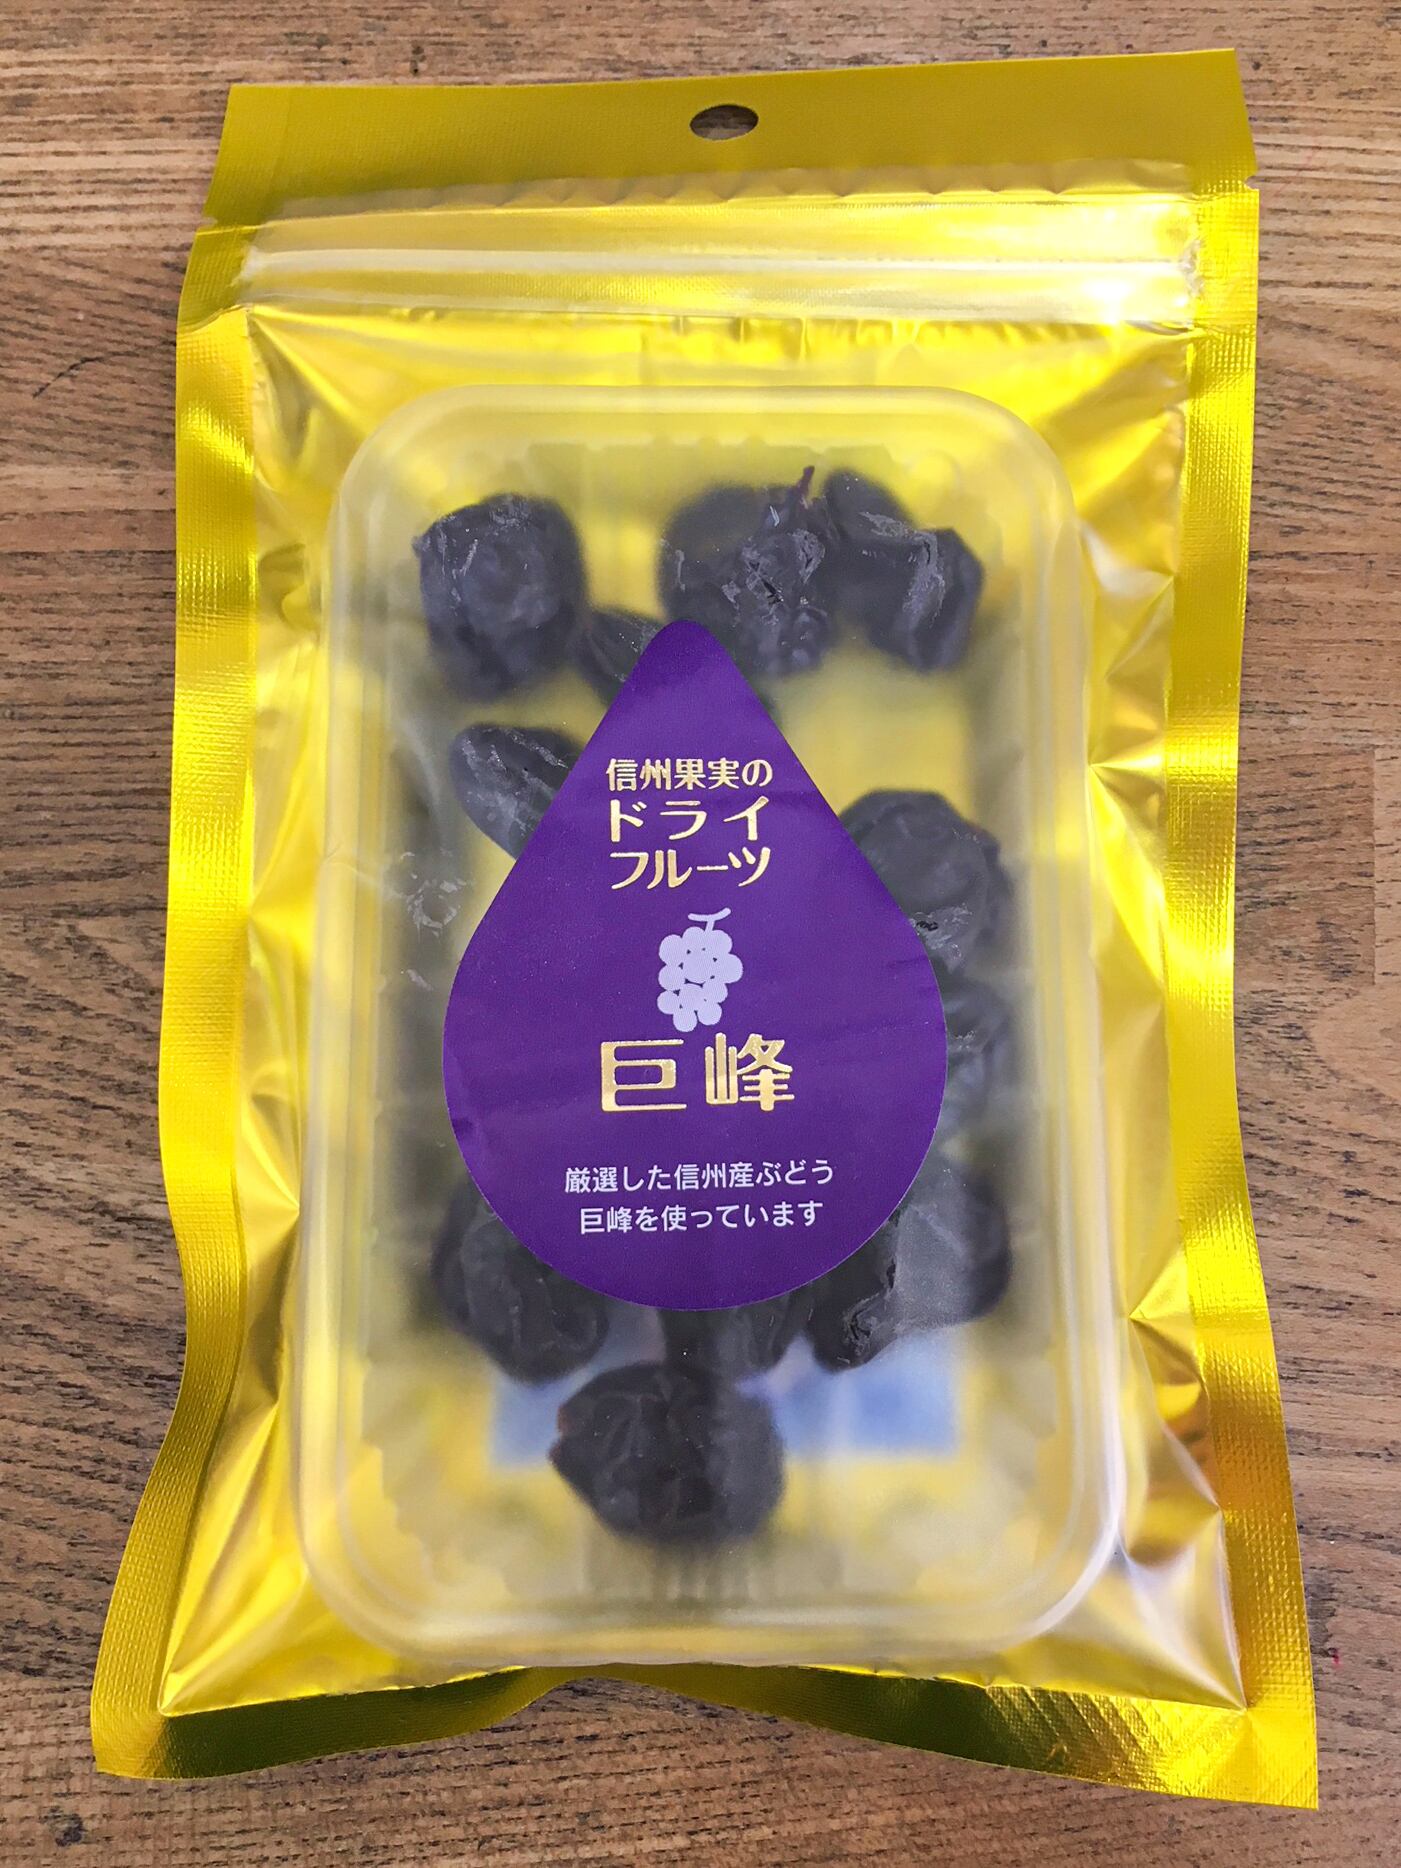 信州果実の
ドライ
フルーツ
巨峰
厳選した信州産ぶどう
巨峰を使っています